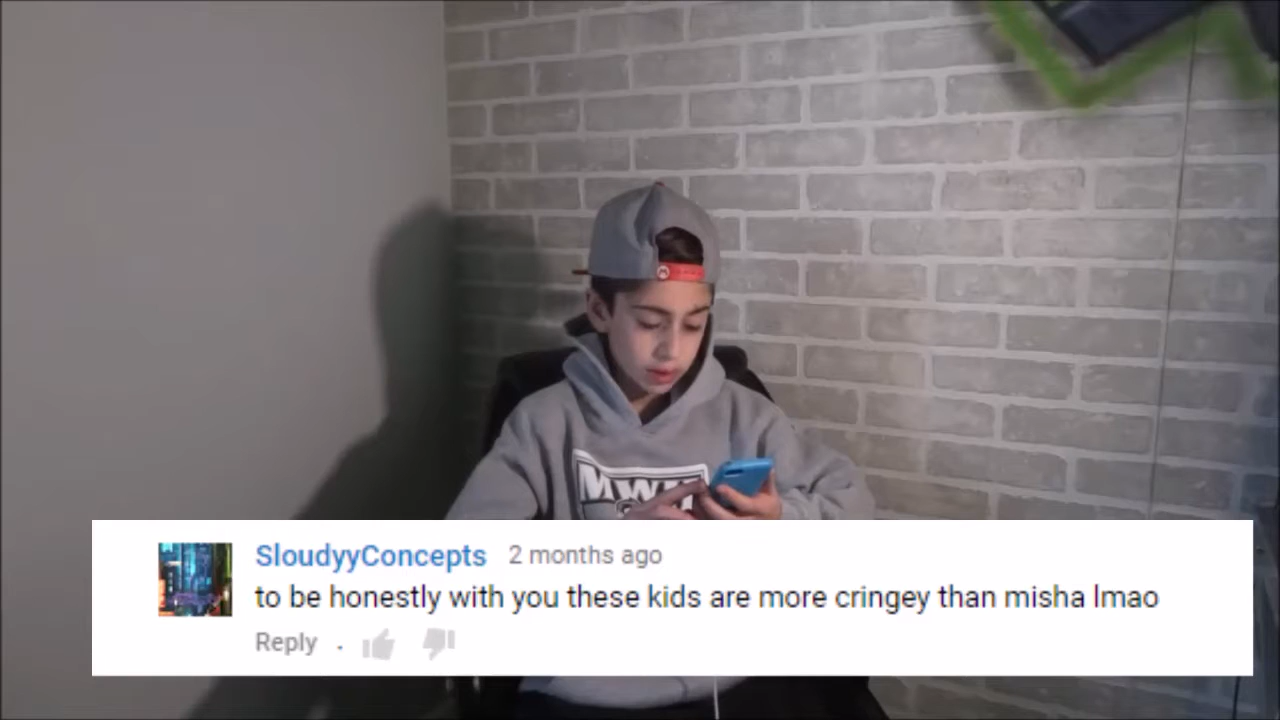 SloudyyConcepts 2 months ago
to be honestly with you these kids are more cringey than misha lmao
Reply .